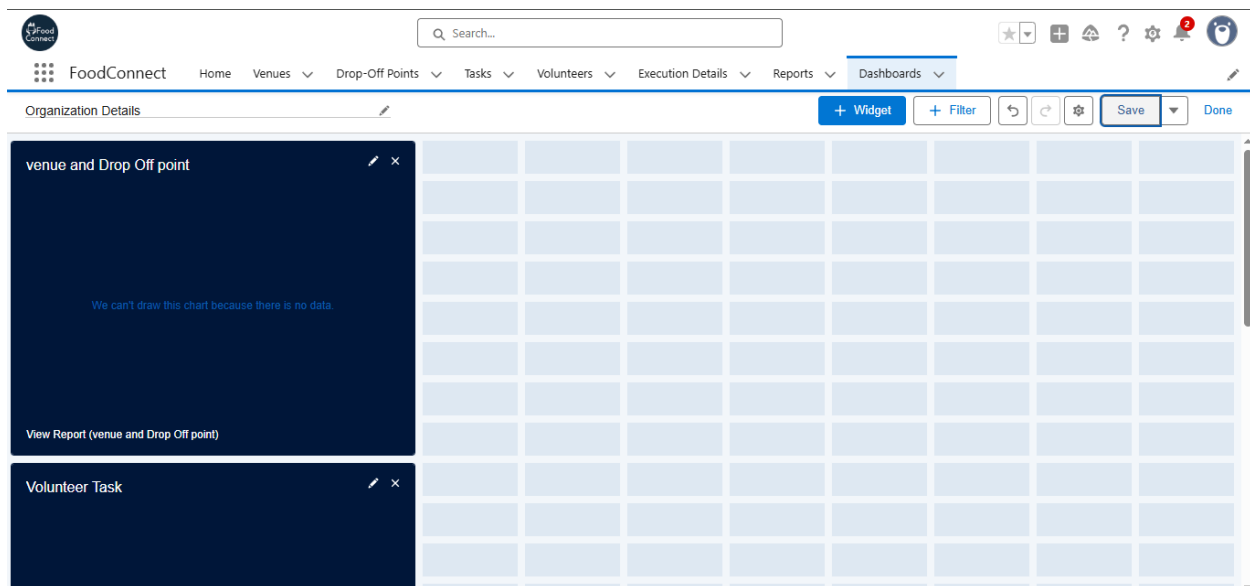 Food
Connect
Search...
2
FoodConnect Home Venues Drop-Off Points Tasks Volunteers Execution Details Reports Dashboards
Organization Details + Widget + Filter Save Done
venue and Drop Off point
We can't draw this chart because there is no data.
View Report (venue and Drop Off point)
Volunteer Task